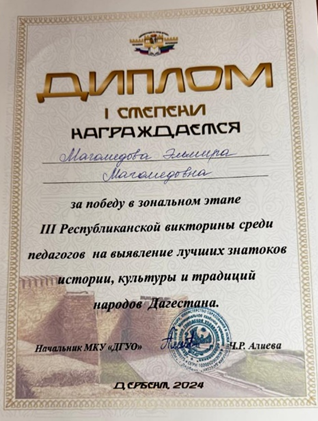 ДИПЛОМ
I СТЕПЕНИ
НАГРАЖДАЕТСЯ
Магомедова Эльмира
Магомедовна
за победу в зональном этапе
III Республиканской викторины среди
педагогов на выявление лучших знатоков
истории, культуры и традиций
народов Дагестана.
Начальник МКУ «ДГУО» Ч.Р. Алиева
ДЕРБЕНТ, 2024